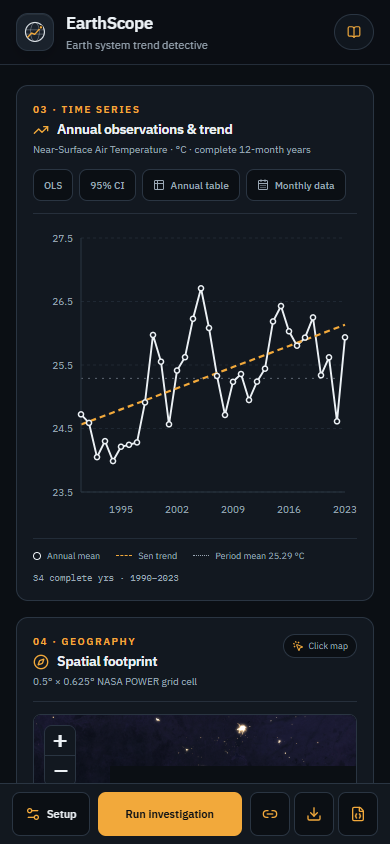 EarthScope
Earth system trend detective
03 · TIME SERIES
Annual observations & trend
Near-Surface Air Temperature · °C · complete 12-month years
OLS
95% CI
Annual table
Monthly data
27.5
26.5
25.5
24.5
23.5
1995 2002 2009 2016 2023
Annual mean
Sen trend
Period mean 25.29 °C
34 complete yrs · 1990–2023
04 · GEOGRAPHY
Click map
Spatial footprint
0.5° × 0.625° NASA POWER grid cell
+
−
Setup
Run investigation